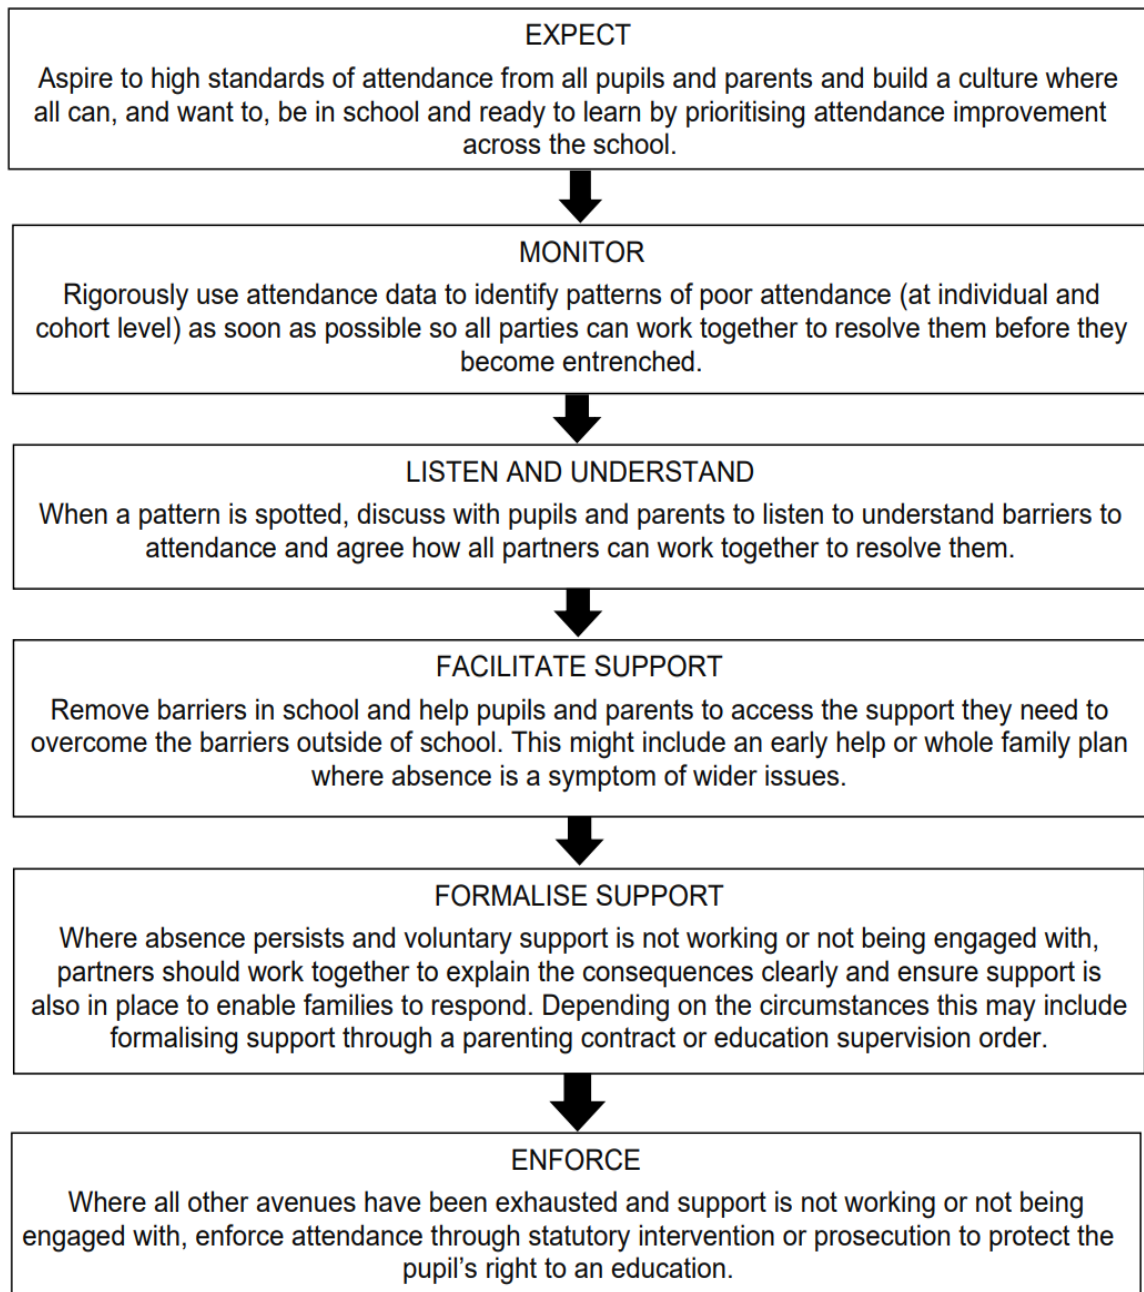 EXPECT
Aspire to high standards of attendance from all pupils and parents and build a culture where
all can, and want to, be in school and ready to learn by prioritising attendance improvement
across the school.
MONITOR
Rigorously use attendance data to identify patterns of poor attendance (at individual and
cohort level) as soon as possible so all parties can work together to resolve them before they
become entrenched.
LISTEN AND UNDERSTAND
When a pattern is spotted, discuss with pupils and parents to listen to understand barriers to
attendance and agree how all partners can work together to resolve them.
FACILITATE SUPPORT
Remove barriers in school and help pupils and parents to access the support they need to
overcome the barriers outside of school. This might include an early help or whole family plan
where absence is a symptom of wider issues.
FORMALISE SUPPORT
Where absence persists and voluntary support is not working or not being engaged with,
partners should work together to explain the consequences clearly and ensure support is
also in place to enable families to respond. Depending on the circumstances this may include
formalising support through a parenting contract or education supervision order.
ENFORCE
Where all other avenues have been exhausted and support is not working or not being
engaged with, enforce attendance through statutory intervention or prosecution to protect the
pupil's right to an education.